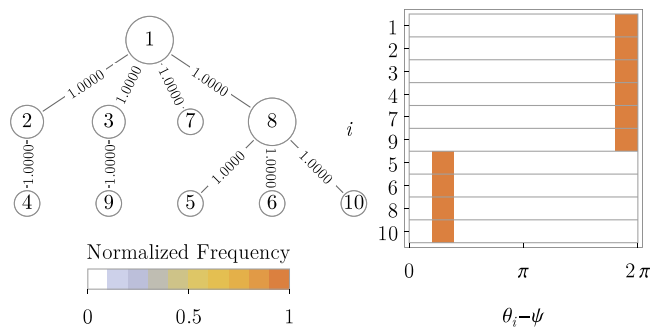 1
1.0000 1.0000 1.0000 1.0000
2 3 7 8
1.0000 1.0000 1.0000 1.0000 1.0000
4 9 5 6 10
Normalized Frequency
0 0.5 1
i
1
2
3
4
7
9
5
6
8
10
0 π 2 π
θi−ψ